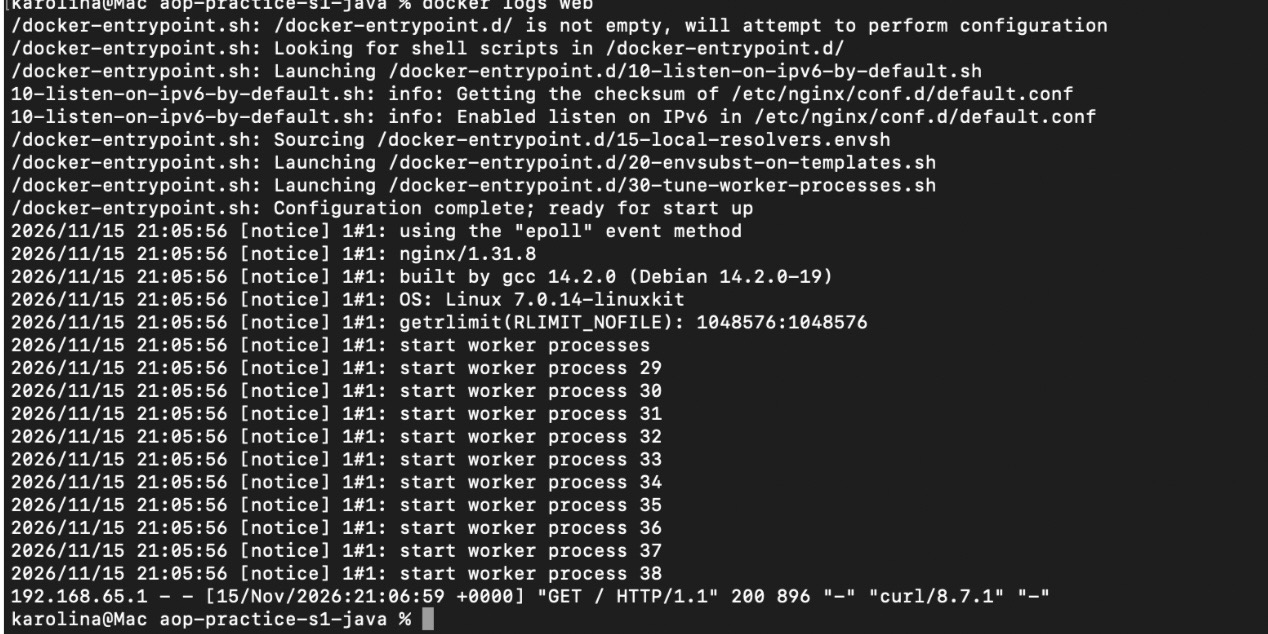 [karolina@Mac aop-practice-s1-java % docker logs web
/docker-entrypoint.sh: /docker-entrypoint.d/ is not empty, will attempt to perform configuration
/docker-entrypoint.sh: Looking for shell scripts in /docker-entrypoint.d/
/docker-entrypoint.sh: Launching /docker-entrypoint.d/10-listen-on-ipv6-by-default.sh
10-listen-on-ipv6-by-default.sh: info: Getting the checksum of /etc/nginx/conf.d/default.conf
10-listen-on-ipv6-by-default.sh: info: Enabled listen on IPv6 in /etc/nginx/conf.d/default.conf
/docker-entrypoint.sh: Sourcing /docker-entrypoint.d/15-local-resolvers.envsh
/docker-entrypoint.sh: Launching /docker-entrypoint.d/20-envsubst-on-templates.sh
/docker-entrypoint.sh: Launching /docker-entrypoint.d/30-tune-worker-processes.sh
/docker-entrypoint.sh: Configuration complete; ready for start up
2026/11/15 21:05:56 [notice] 1#1: using the "epoll" event method
2026/11/15 21:05:56 [notice] 1#1: nginx/1.31.8
2026/11/15 21:05:56 [notice] 1#1: built by gcc 14.2.0 (Debian 14.2.0-19)
2026/11/15 21:05:56 [notice] 1#1: OS: Linux 7.0.14-linuxkit
2026/11/15 21:05:56 [notice] 1#1: getrlimit(RLIMIT_NOFILE): 1048576:1048576
2026/11/15 21:05:56 [notice] 1#1: start worker processes
2026/11/15 21:05:56 [notice] 1#1: start worker process 29
2026/11/15 21:05:56 [notice] 1#1: start worker process 30
2026/11/15 21:05:56 [notice] 1#1: start worker process 31
2026/11/15 21:05:56 [notice] 1#1: start worker process 32
2026/11/15 21:05:56 [notice] 1#1: start worker process 33
2026/11/15 21:05:56 [notice] 1#1: start worker process 34
2026/11/15 21:05:56 [notice] 1#1: start worker process 35
2026/11/15 21:05:56 [notice] 1#1: start worker process 36
2026/11/15 21:05:56 [notice] 1#1: start worker process 37
2026/11/15 21:05:56 [notice] 1#1: start worker process 38
192.168.65.1 - - [15/Nov/2026:21:06:59 +0000] "GET / HTTP/1.1" 200 896 "-" "curl/8.7.1" "-"
karolina@Mac aop-practice-s1-java %